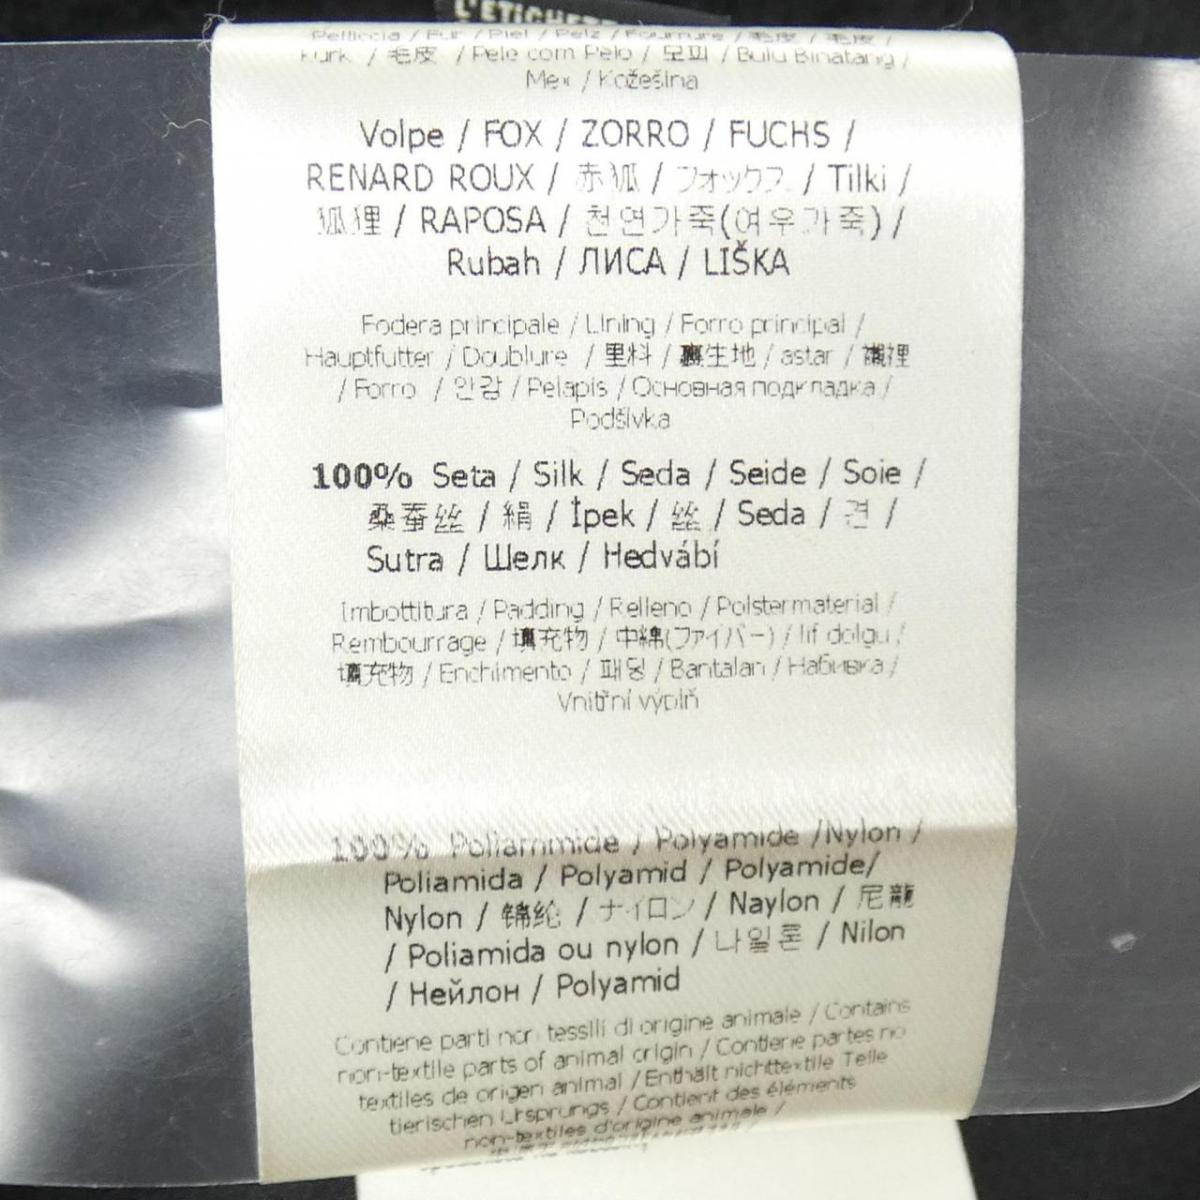 L'ETICHETTA
Pelliccia / Fur / Piel / Pelz / Fourrure / 毛皮 / 毛皮 /
Kürk / 毛皮 / Pele com Pelo / 모피 / Bulu Binatang /
Mex / Kožešina
Volpe / FOX / ZORRO / FUCHS /
RENARD ROUX / 赤狐 / フォックス / Tilki /
狐狸 / RAPOSA / 천연가죽(여우가죽) /
Rubah / ЛИСА / LIŠKA
Fodera principale / Lining / Forro principal /
Hauptfutter / Doublure / 里料 / 裏生地 / astar / 襯裡
/ Forro / 안감 / Pelapis / Основная подкладка /
Podšívka
100% Seta / Silk / Seda / Seide / Soie /
桑蚕丝 / 絹 / İpek / 丝 / Seda / 견 /
Sutra / Шелк / Hedvábí
Imbottitura / Padding / Relleno / Polstermaterial /
Rembourrage / 填充物 / 中綿(ファイバー) / lif dolgu /
填充物 / Enchimento / 패딩 / Bantalan / Набивка /
Vnitřní výplň
100% Poliammide / Polyamide /Nylon /
Poliamida / Polyamid / Polyamide/
Nylon / 锦纶 / ナイロン / Naylon / 尼龍
/ Poliamida ou nylon / 나일론 / Nilon
/ Нейлон / Polyamid
Contiene parti non tessili di origine animale / Contains
non-textile parts of animal origin / Contiene partes no
textiles de origen animal / Enthält nichttextile Teile
tierischen Ursprungs / Contient des éléments
non-textiles d'origine animale /